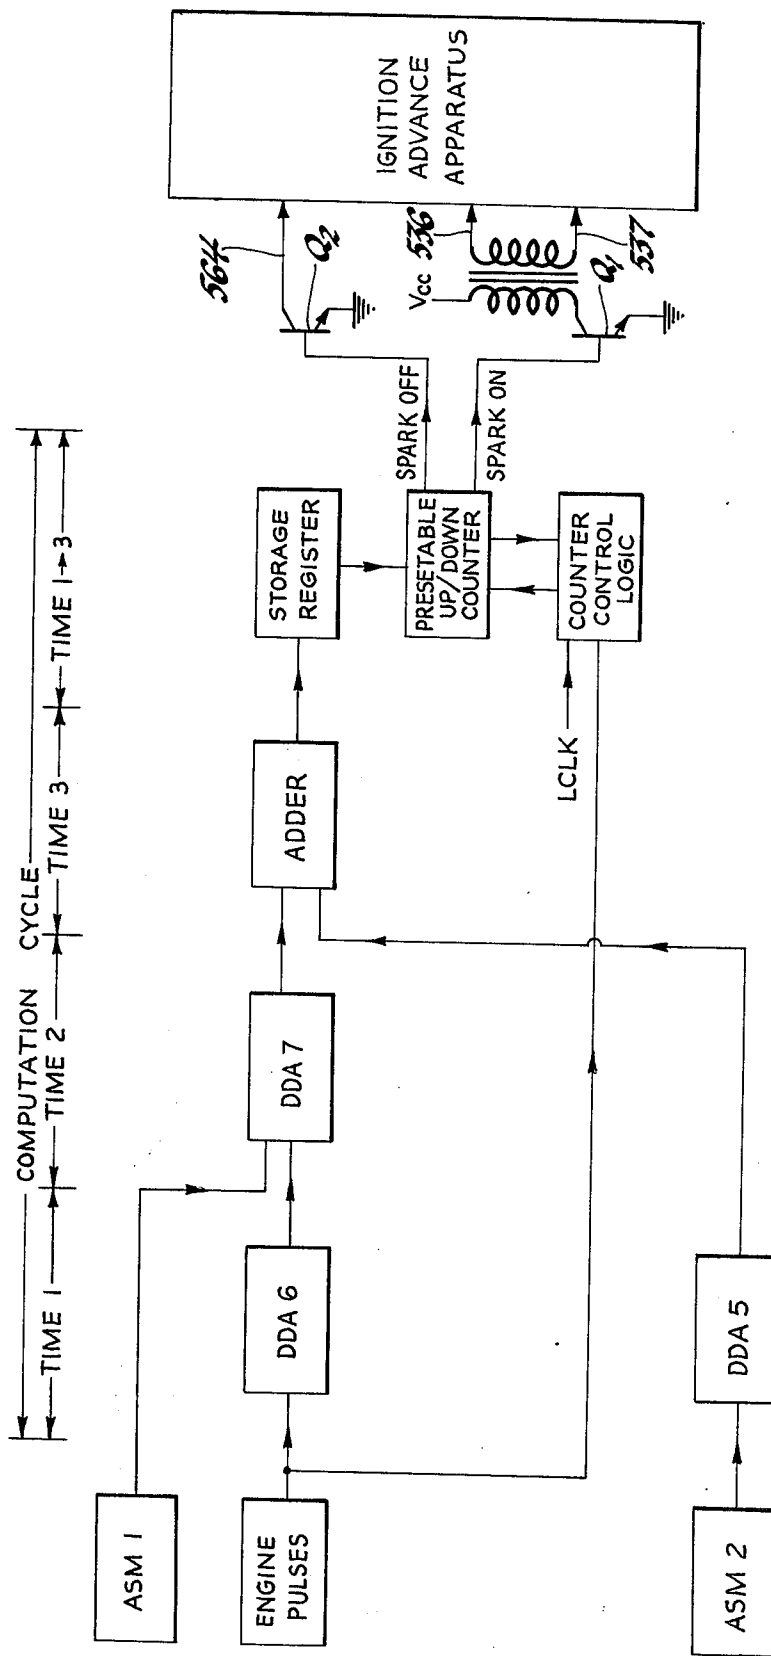 COMPUTATION CYCLE
TIME 1
TIME 2
TIME 3
TIME 1→3
ASM 1
ENGINE
PULSES
DDA 6
DDA 7
ADDER
STORAGE
REGISTER
PRESETABLE
UP/DOWN
COUNTER
COUNTER
CONTROL
LOGIC
LCLK
SPARK OFF
SPARK ON
564
Q2
Vcc
536
537
Q1
IGNITION
ADVANCE
APPARATUS
ASM 2
DDA 5